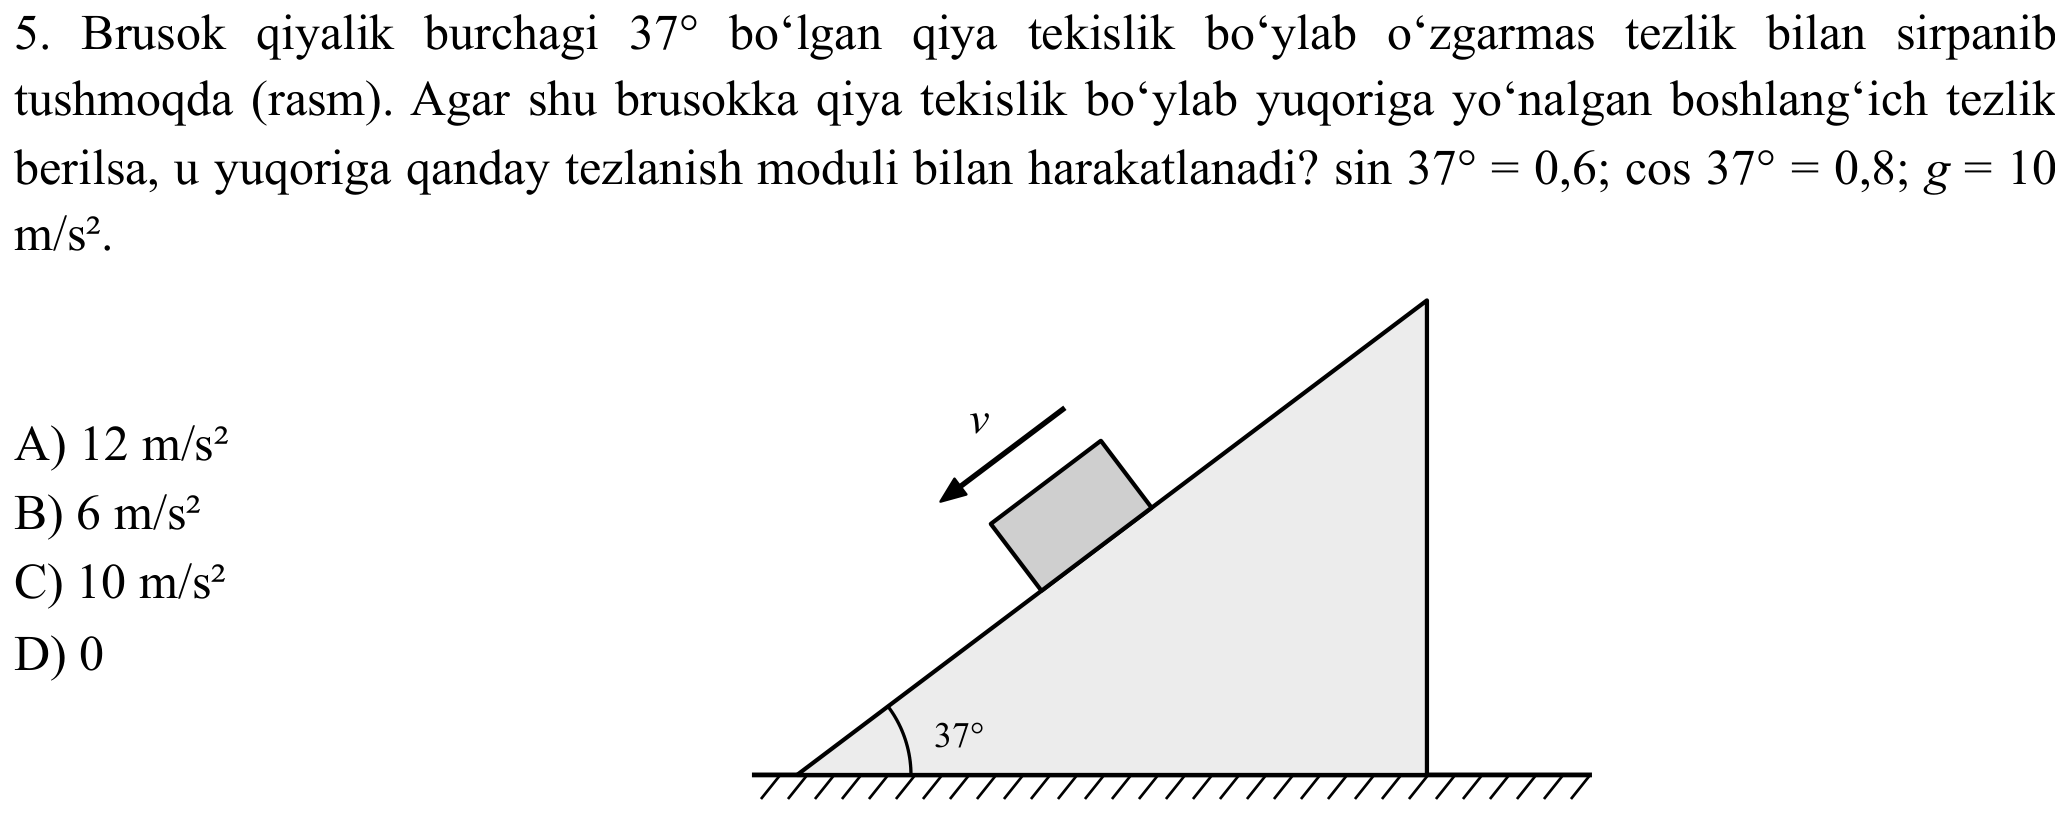 5. Brusok qiyalik burchagi 37° bo‘lgan qiya tekislik bo‘ylab o‘zgarmas tezlik bilan sirpanib
tushmoqda (rasm). Agar shu brusokka qiya tekislik bo‘ylab yuqoriga yo‘nalgan boshlang‘ich tezlik
berilsa, u yuqoriga qanday tezlanish moduli bilan harakatlanadi? sin 37° = 0,6; cos 37° = 0,8; g = 10
m/s².
v
A) 12 m/s²
B) 6 m/s²
C) 10 m/s²
D) 0
37°